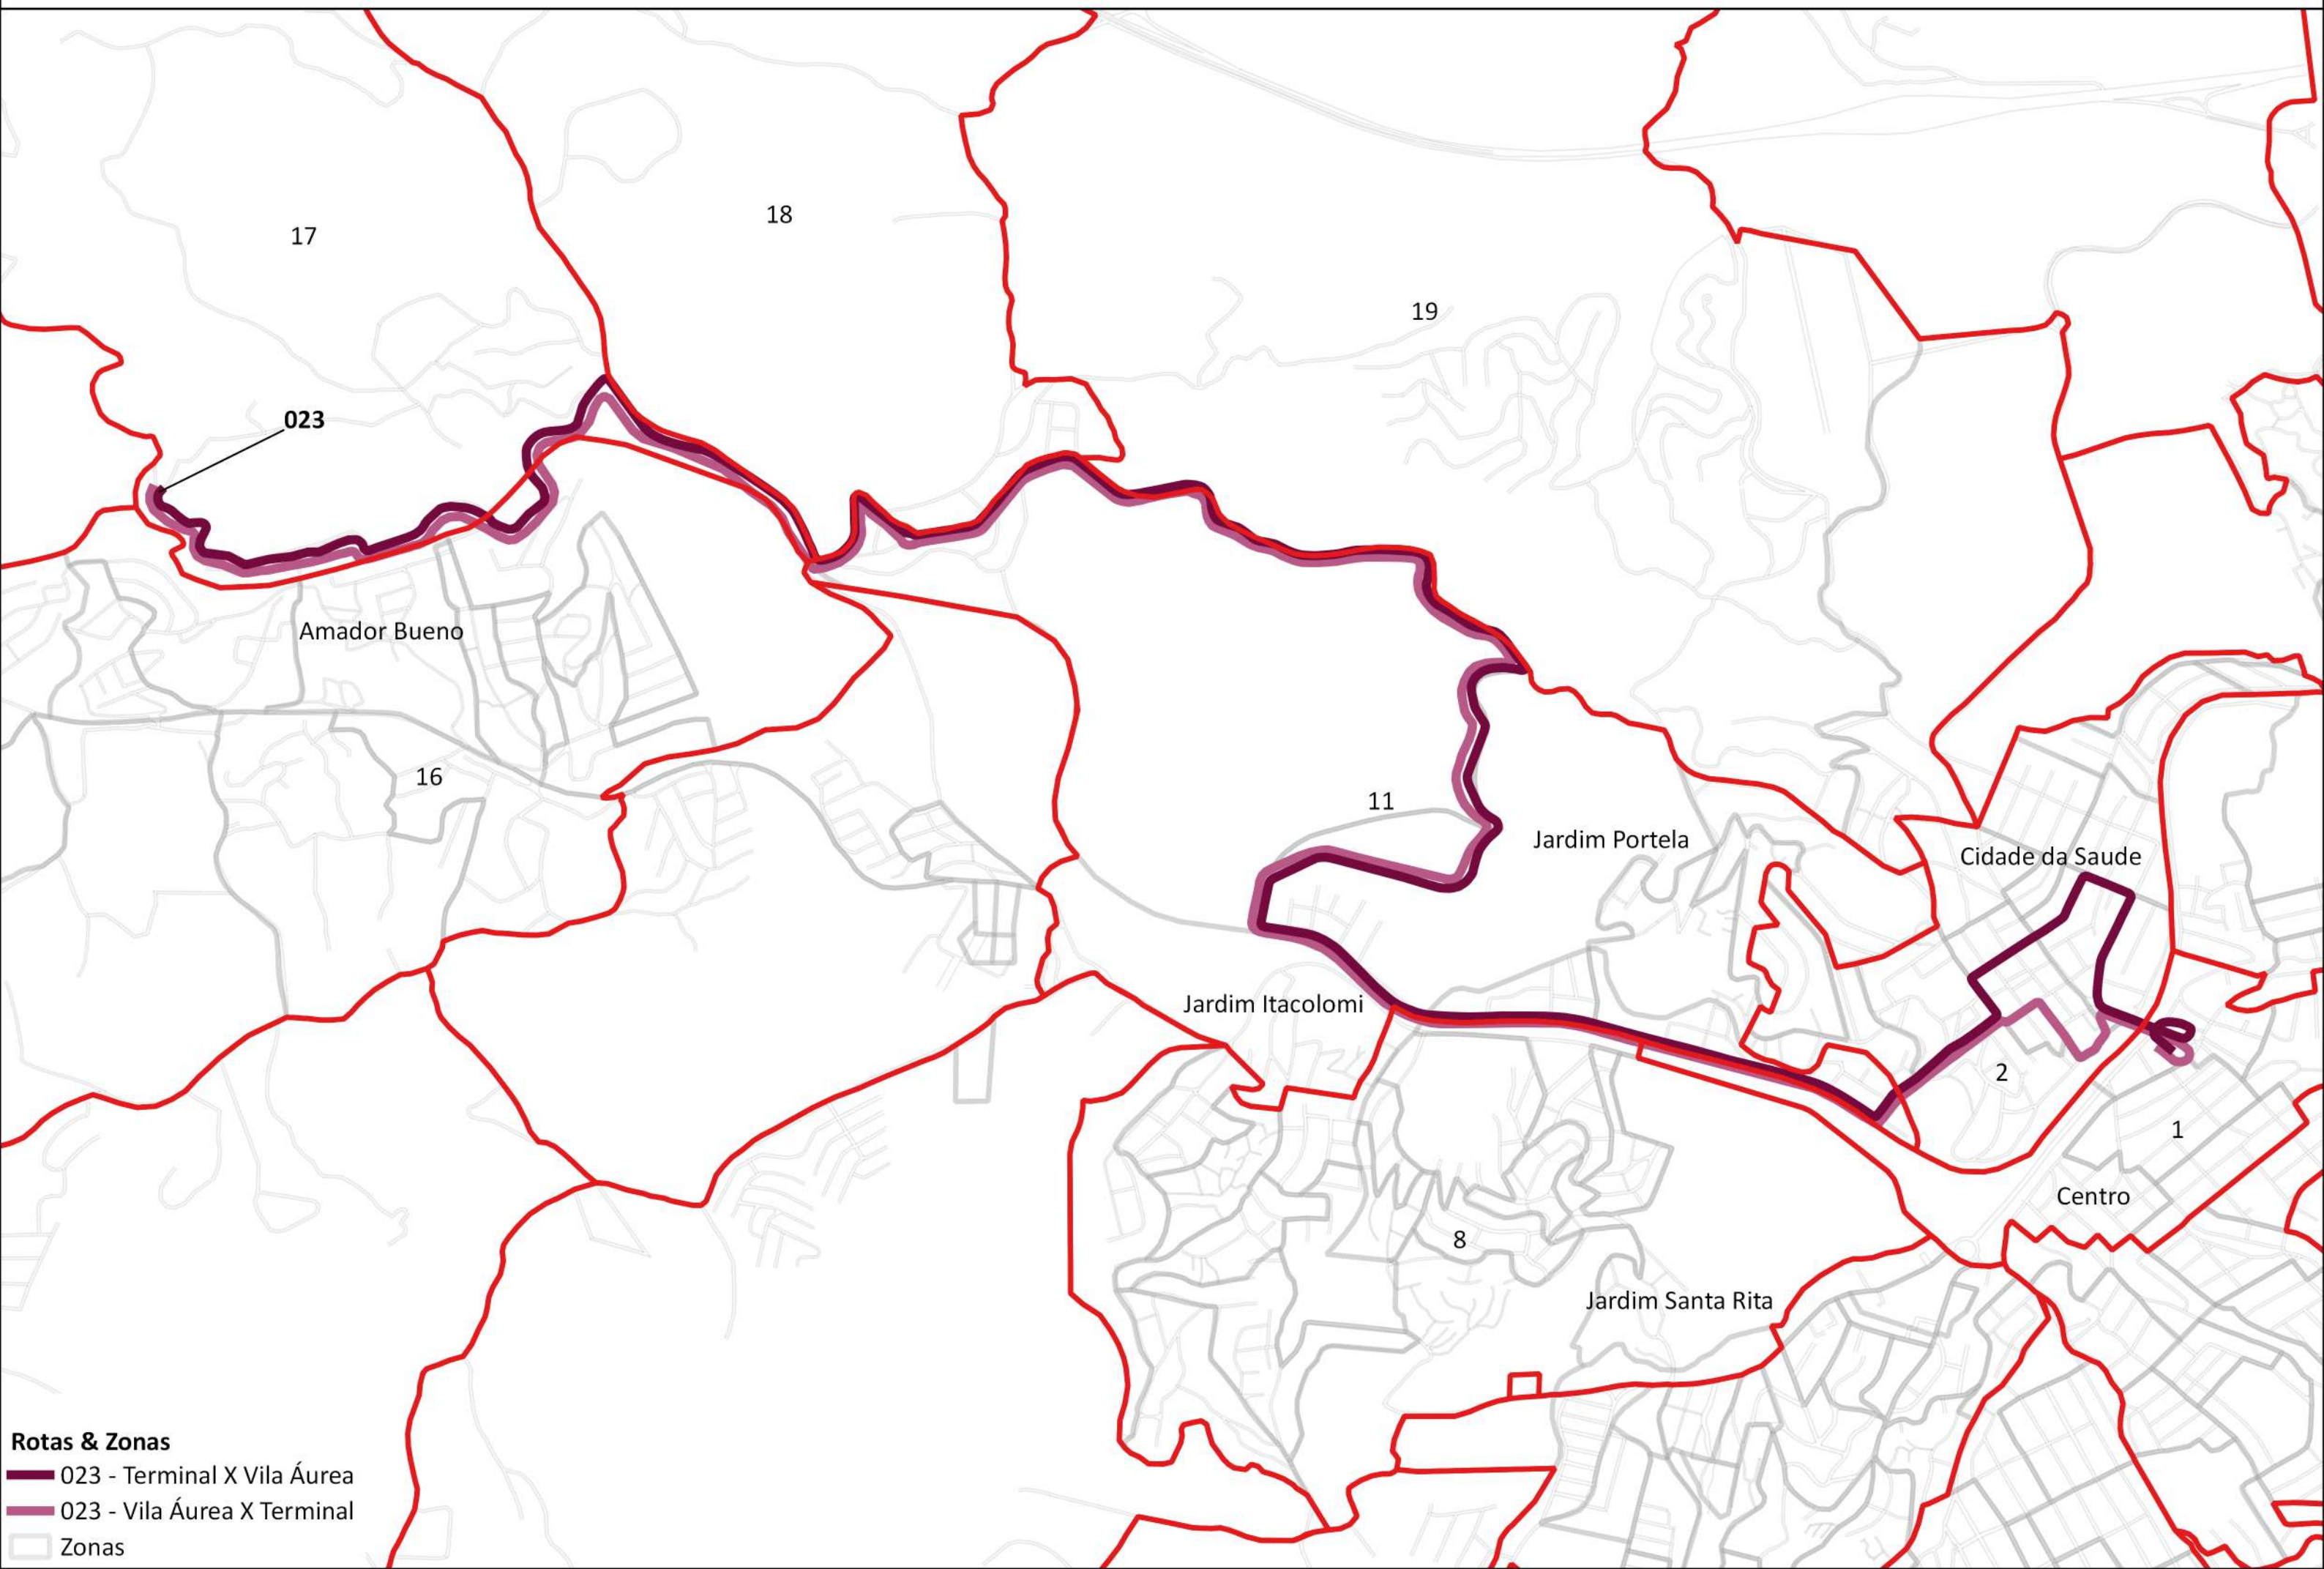 18
17
19
023
Amador Bueno
16
11
Jardim Portela
Cidade da Saude
Jardim Itacolomi
2
1
Centro
8
Jardim Santa Rita
Rotas & Zonas
023 - Terminal X Vila Áurea
023 - Vila Áurea X Terminal
Zonas